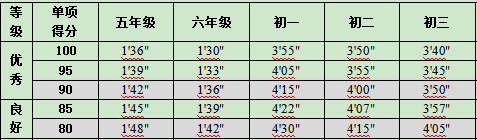 等级 单项得分 五年级 六年级 初一 初二 初三
优秀 100 1'36" 1'30" 3'55" 3'50" 3'40"
95 1'39" 1'33" 4'05" 3'55" 3'45"
90 1'42" 1'36" 4'15" 4'00" 3'50"
良好 85 1'45" 1'39" 4'22" 4'07" 3'57"
80 1'48" 1'42" 4'30" 4'15" 4'05"